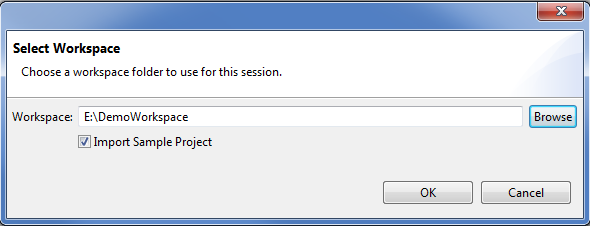 Select Workspace
Choose a workspace folder to use for this session.
Workspace: E:\DemoWorkspace Browse
Import Sample Project
OK Cancel